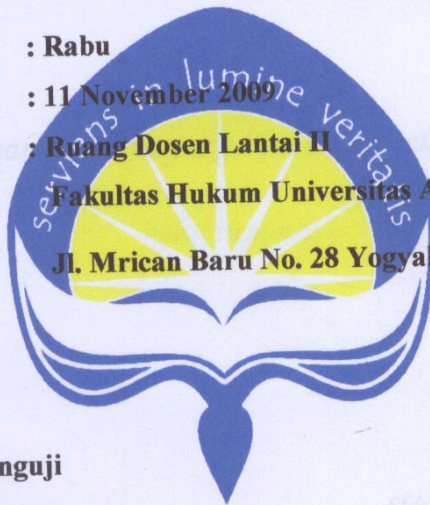 : Rabu
: 11 November 2009
: Ruang Dosen Lantai II
Fakultas Hukum Universitas A
Jl. Mrican Baru No. 28 Yogya
nguji
serviens in lumine veritatis